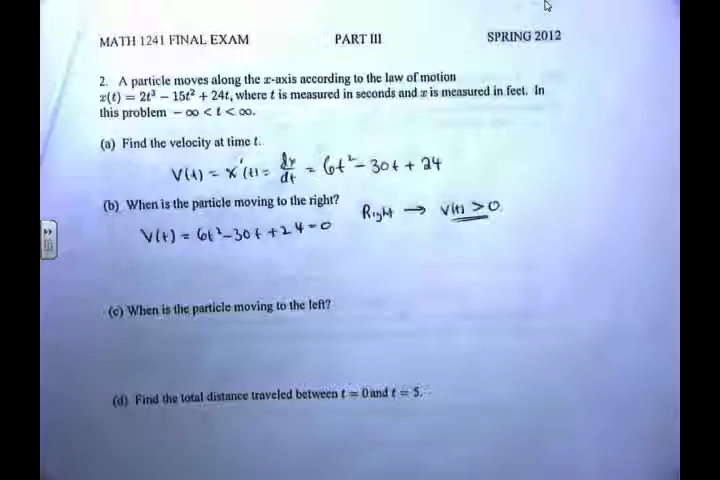 MATH 1241 FINAL EXAM PART III SPRING 2012
2. A particle moves along the x-axis according to the law of motion
x(t) = 2t³ − 15t² + 24t, where t is measured in seconds and x is measured in feet. In
this problem − ∞ < t < ∞.
(a) Find the velocity at time t.
V(t) = x'(t) = dx/dt = 6t² − 30t + 24
(b) When is the particle moving to the right?
Right → V(t) > 0
V(t) = 6t² − 30t + 24 = 0
(c) When is the particle moving to the left?
(d) Find the total distance traveled between t = 0 and t = 5.